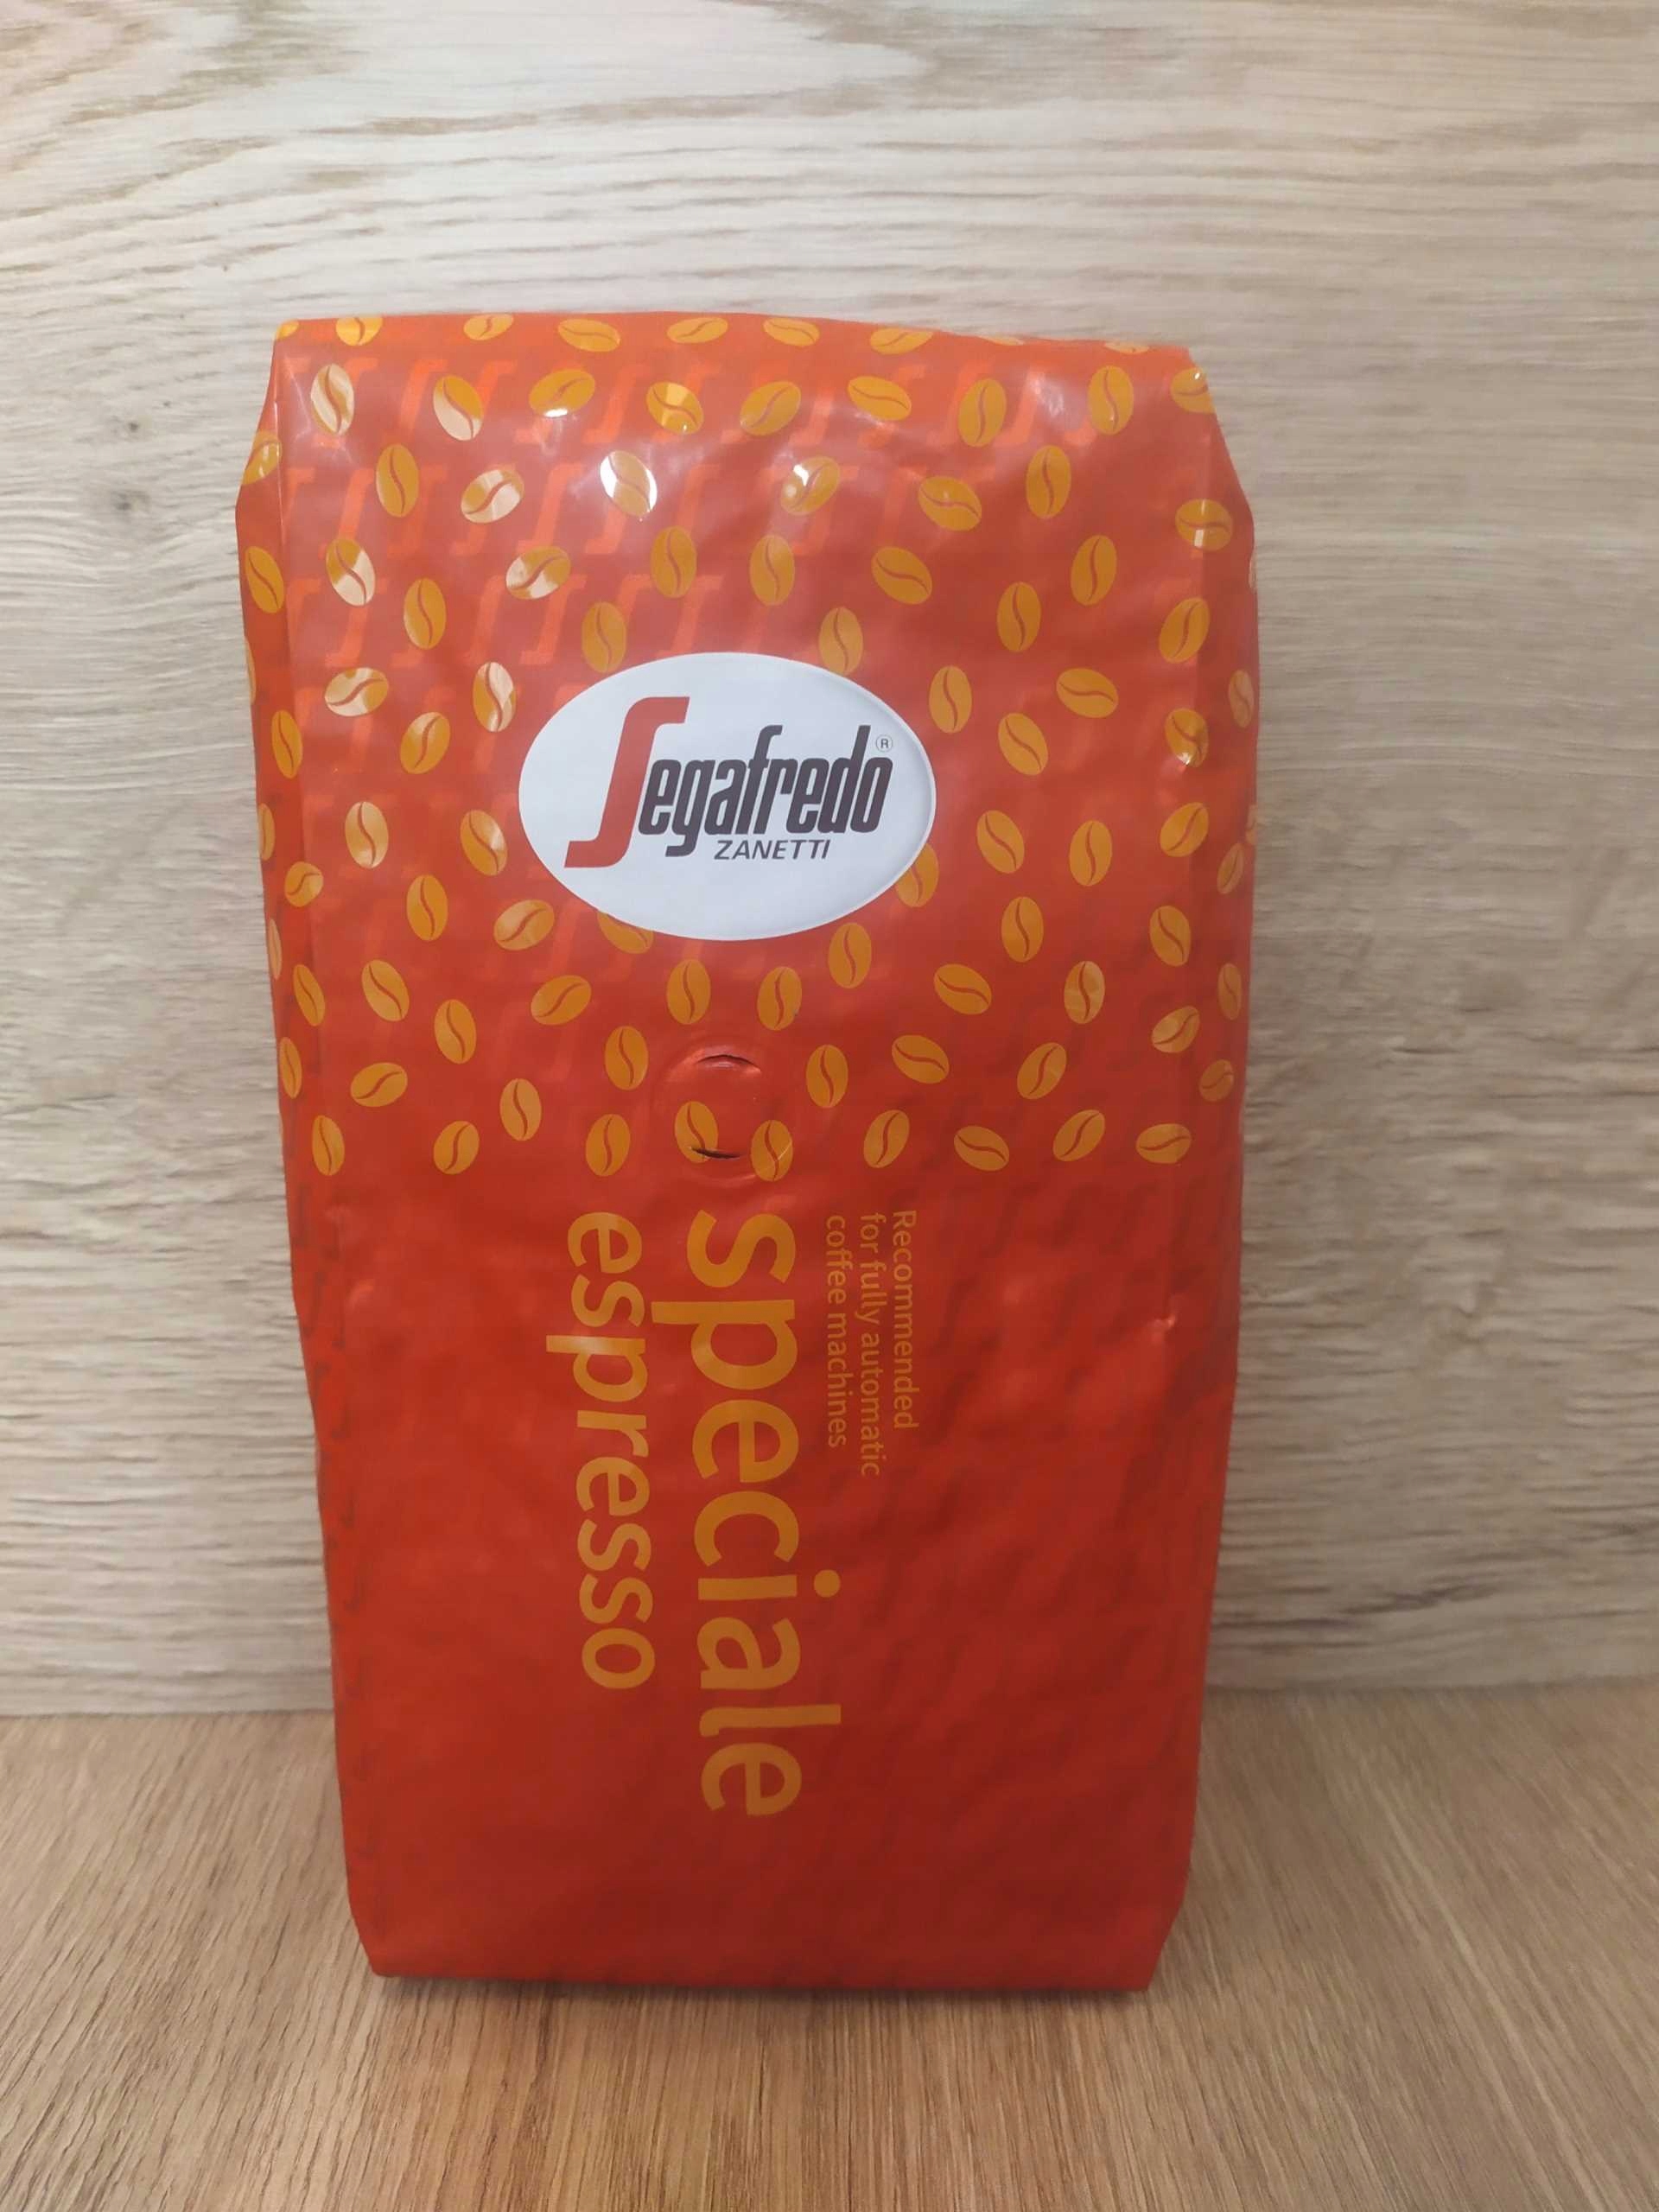 Segafredo®
ZANETTI
Recommended
for fully automatic
coffee machines
speciale
espresso